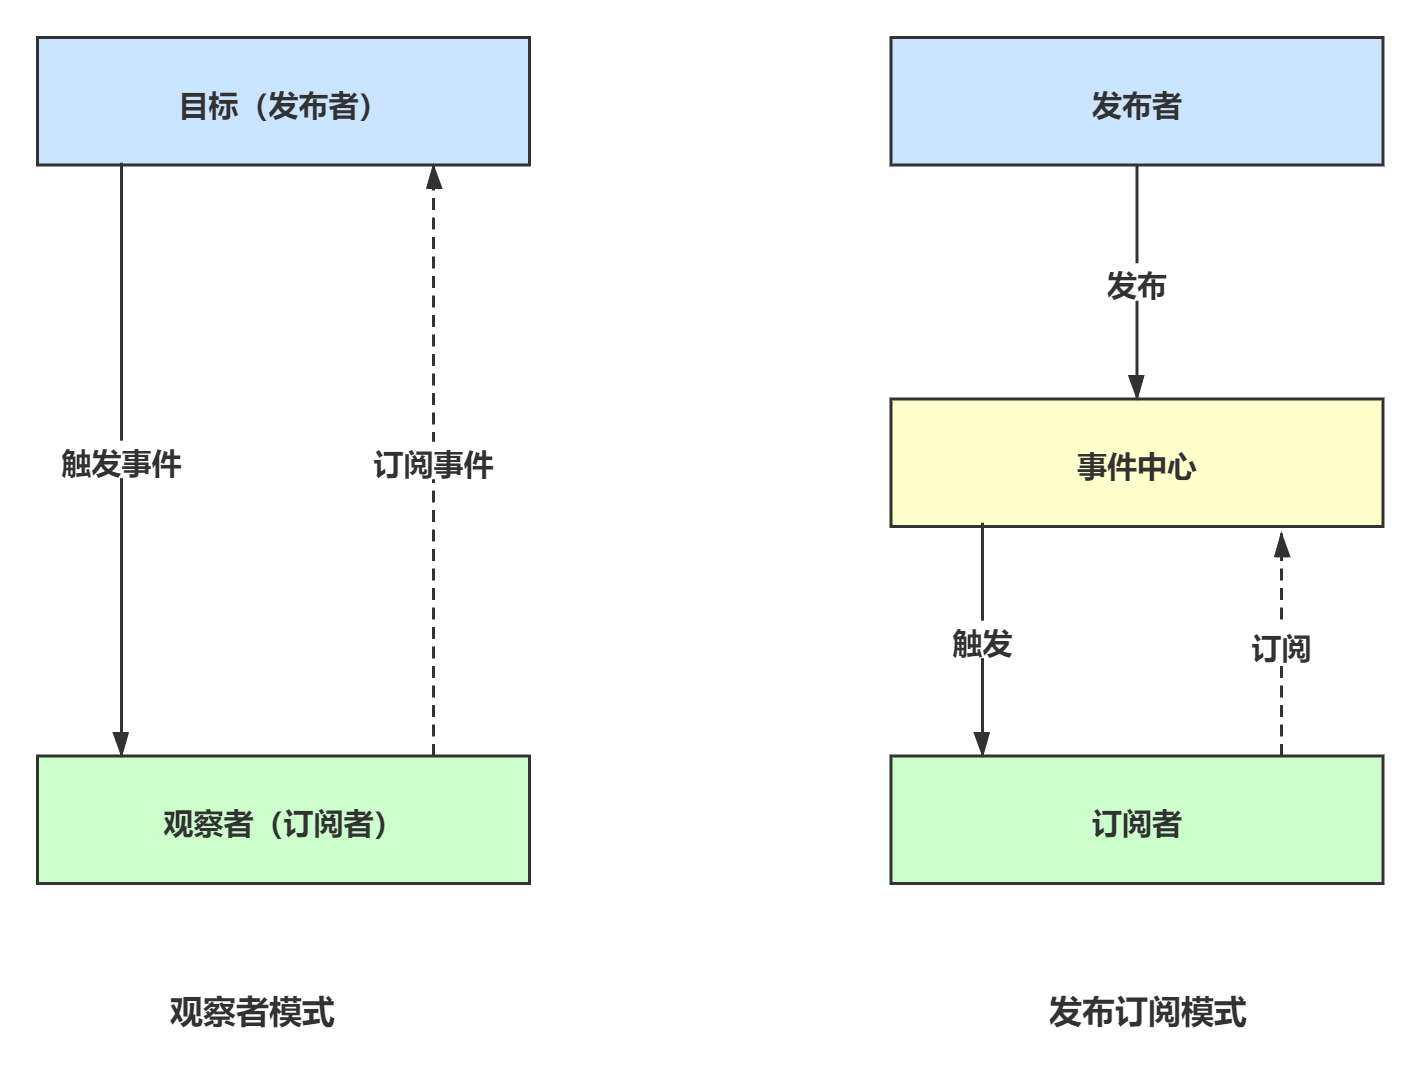 目标（发布者）
触发事件
订阅事件
观察者（订阅者）
观察者模式
发布者
发布
事件中心
触发
订阅
订阅者
发布订阅模式